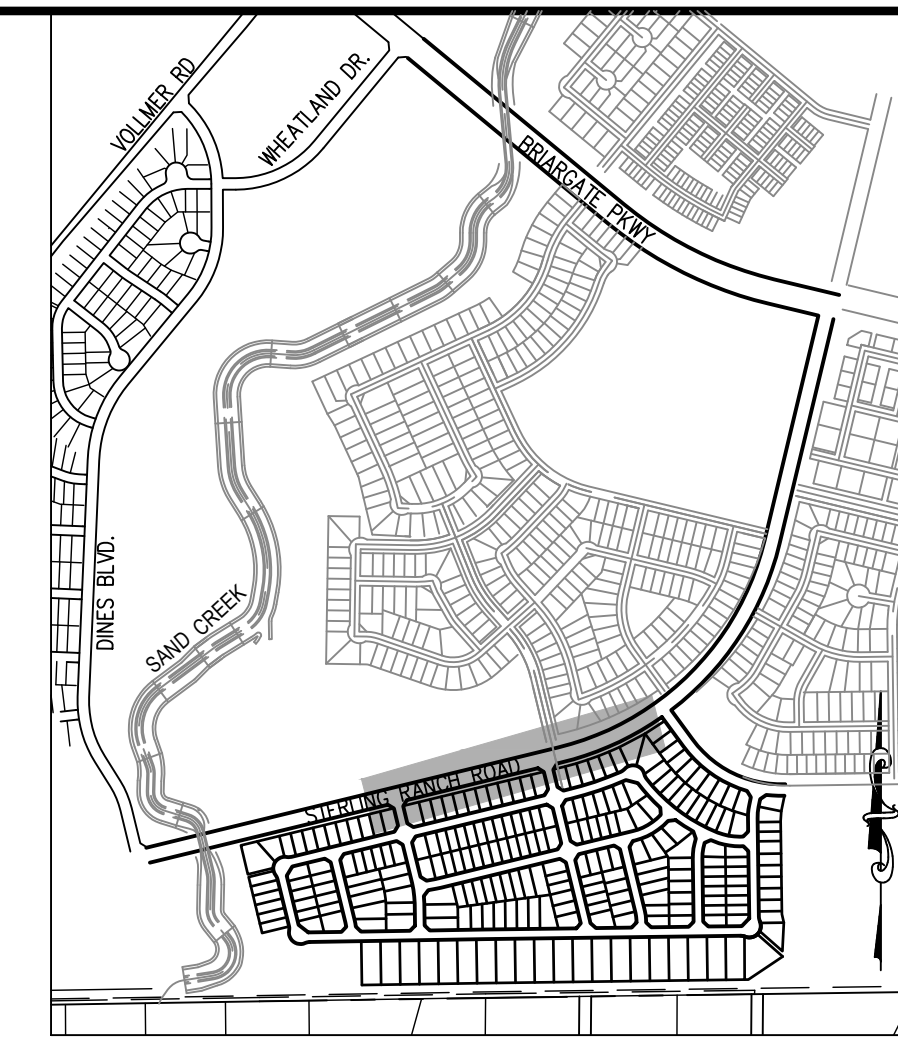 VOLLMER RD
WHEATLAND DR.
BRIARGATE PKWY
DINES BLVD.
SAND CREEK
STERLING RANCH ROAD